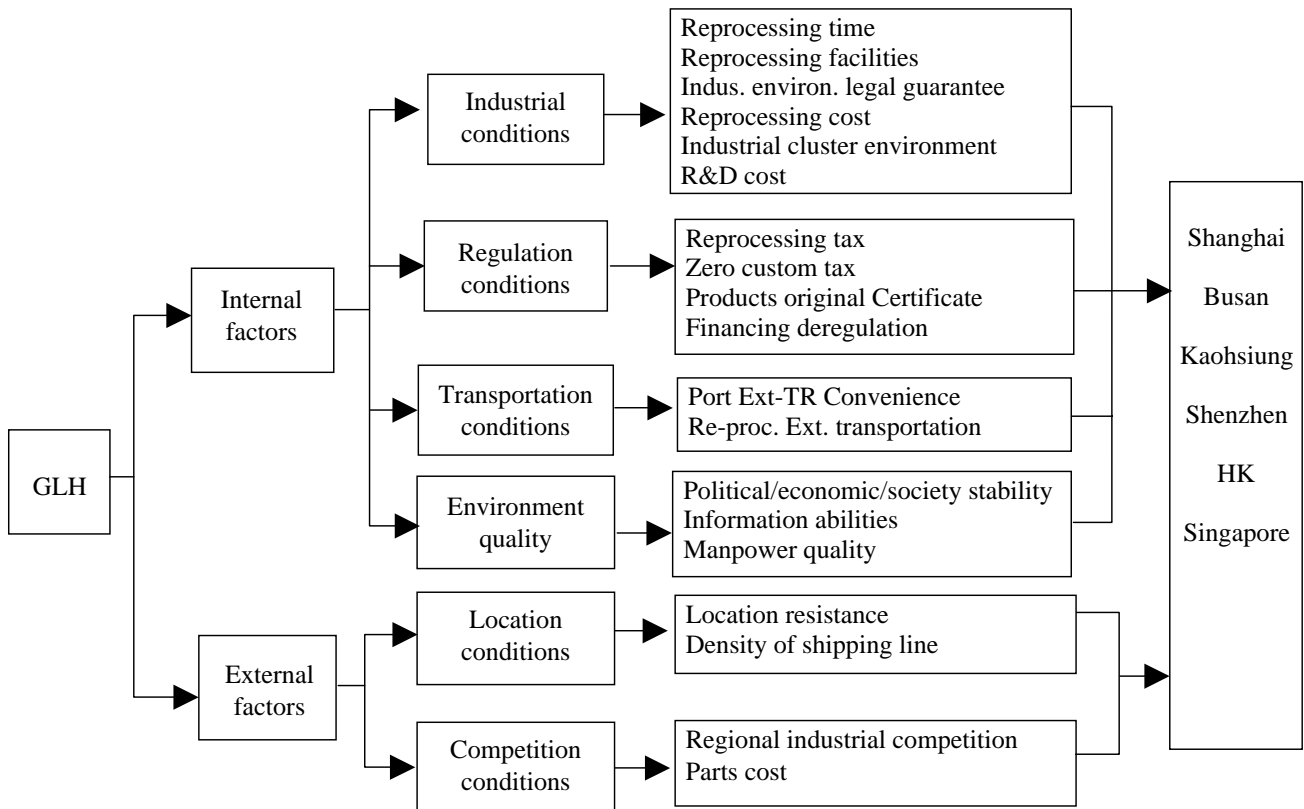 GLH
Internal
factors
External
factors
Industrial
conditions
Regulation
conditions
Transportation
conditions
Environment
quality
Location
conditions
Competition
conditions
Reprocessing time
Reprocessing facilities
Indus. environ. legal guarantee
Reprocessing cost
Industrial cluster environment
R&D cost
Reprocessing tax
Zero custom tax
Products original Certificate
Financing deregulation
Port Ext-TR Convenience
Re-proc. Ext. transportation
Political/economic/society stability
Information abilities
Manpower quality
Location resistance
Density of shipping line
Regional industrial competition
Parts cost
Shanghai
Busan
Kaohsiung
Shenzhen
HK
Singapore